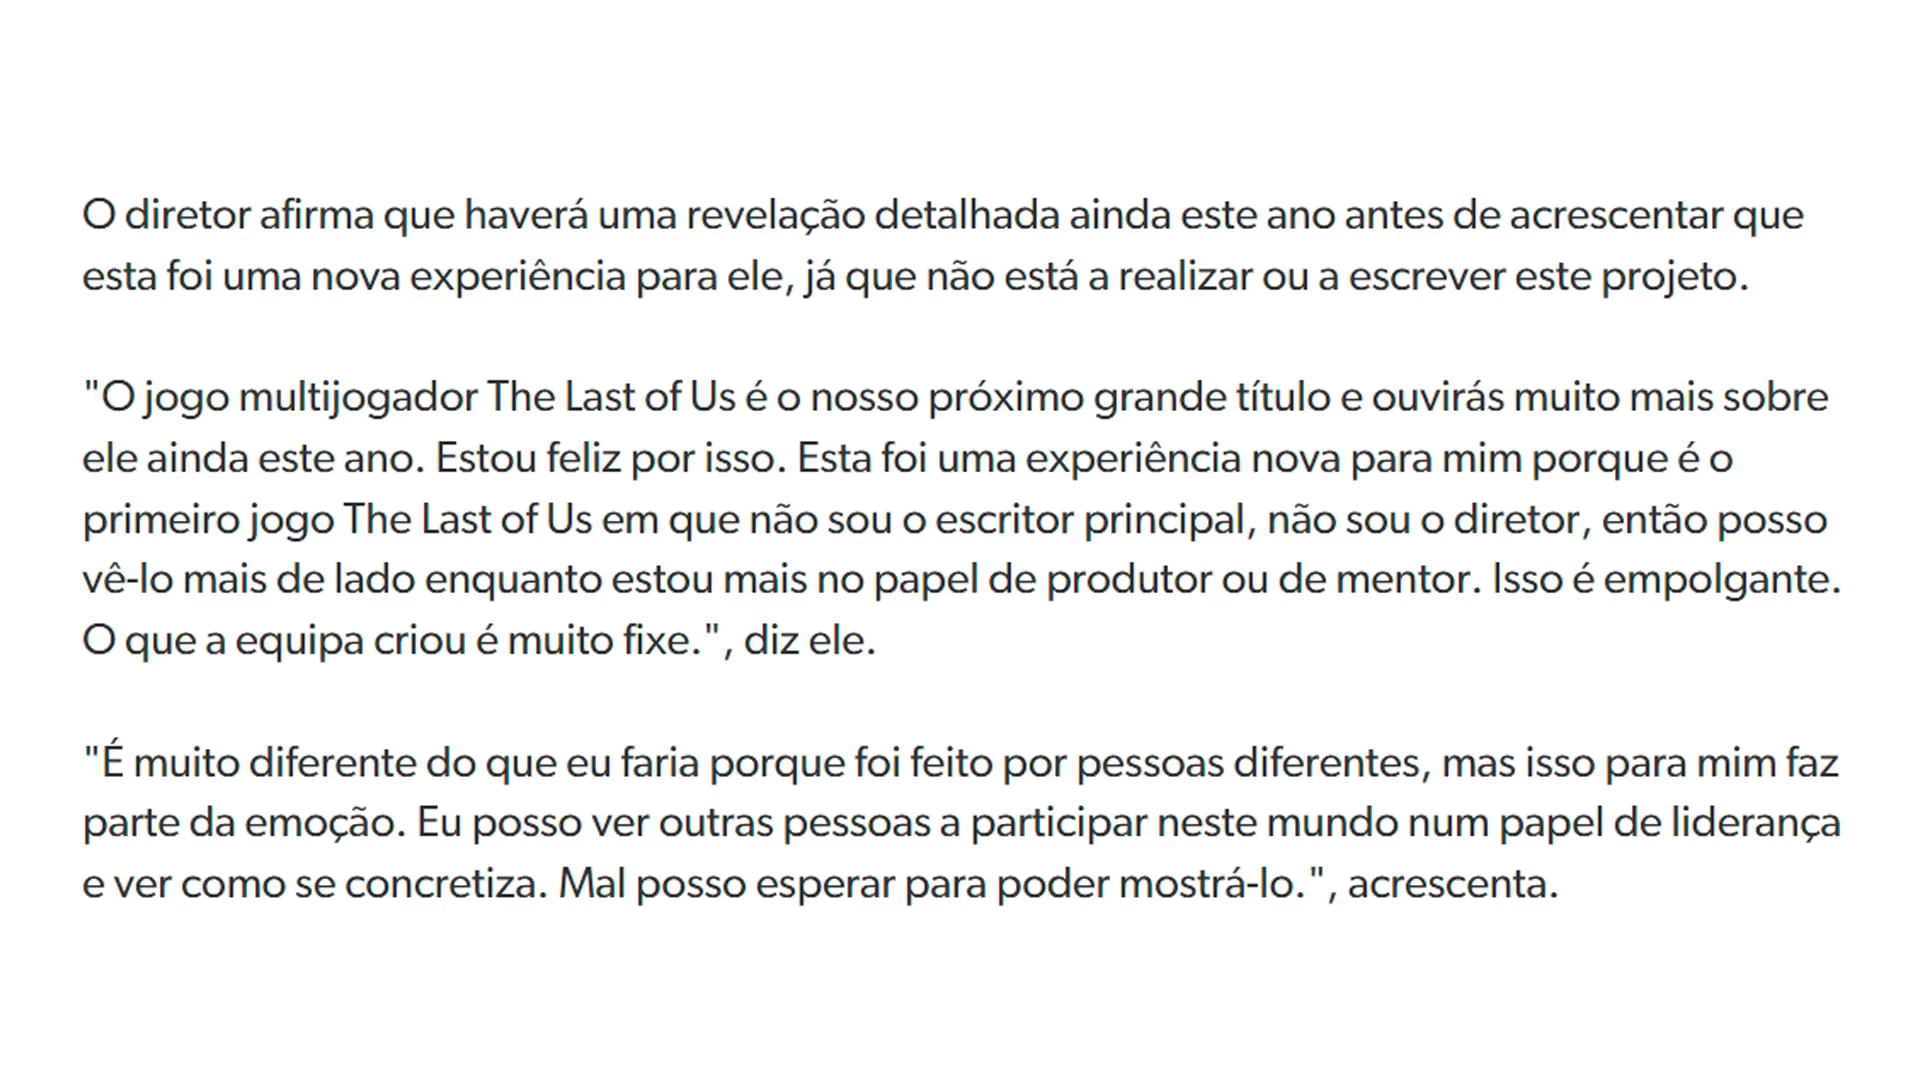 O diretor afirma que haverá uma revelação detalhada ainda este ano antes de acrescentar que
esta foi uma nova experiência para ele, já que não está a realizar ou a escrever este projeto.
"O jogo multijogador The Last of Us é o nosso próximo grande título e ouvirás muito mais sobre
ele ainda este ano. Estou feliz por isso. Esta foi uma experiência nova para mim porque é o
primeiro jogo The Last of Us em que não sou o escritor principal, não sou o diretor, então posso
vê-lo mais de lado enquanto estou mais no papel de produtor ou de mentor. Isso é empolgante.
O que a equipa criou é muito fixe.", diz ele.
"É muito diferente do que eu faria porque foi feito por pessoas diferentes, mas isso para mim faz
parte da emoção. Eu posso ver outras pessoas a participar neste mundo num papel de liderança
e ver como se concretiza. Mal posso esperar para poder mostrá-lo.", acrescenta.